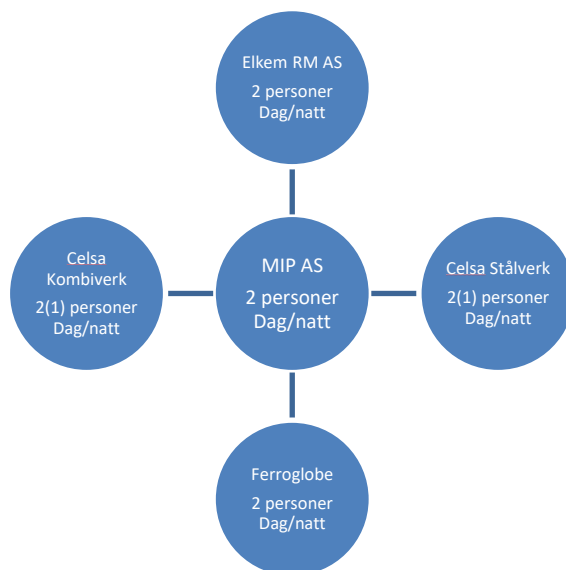 Elkem RM AS
2 personer
Dag/natt
Celsa
Kombiverk
2(1) personer
Dag/natt
MIP AS
2 personer
Dag/natt
Celsa Stålverk
2(1) personer
Dag/natt
Ferroglobe
2 personer
Dag/natt